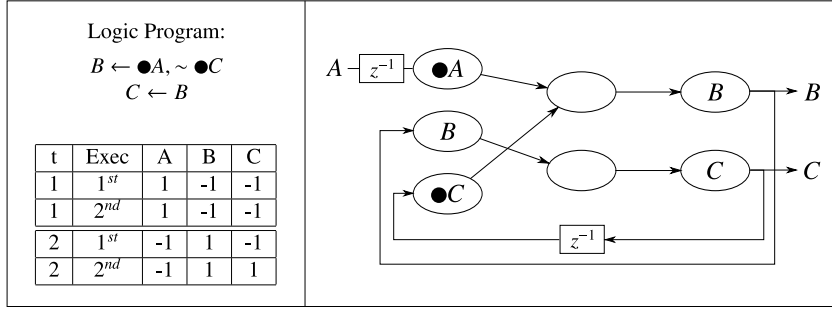 Logic Program:
B ← ●A, ∼ ●C
C ← B
t Exec A B C
1 1st 1 -1 -1
1 2nd 1 -1 -1
2 1st -1 1 -1
2 2nd -1 1 1
A z⁻¹ ●A B B
B C C
●C
z⁻¹